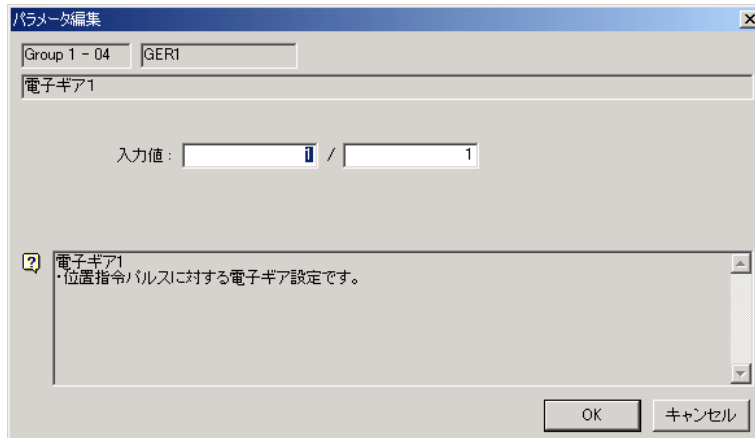 パラメータ編集
Group 1 - 04 GER1
電子ギア1
入力値 : 1 / 1
電子ギア1
・位置指令パルスに対する電子ギア設定です。
OK キャンセル